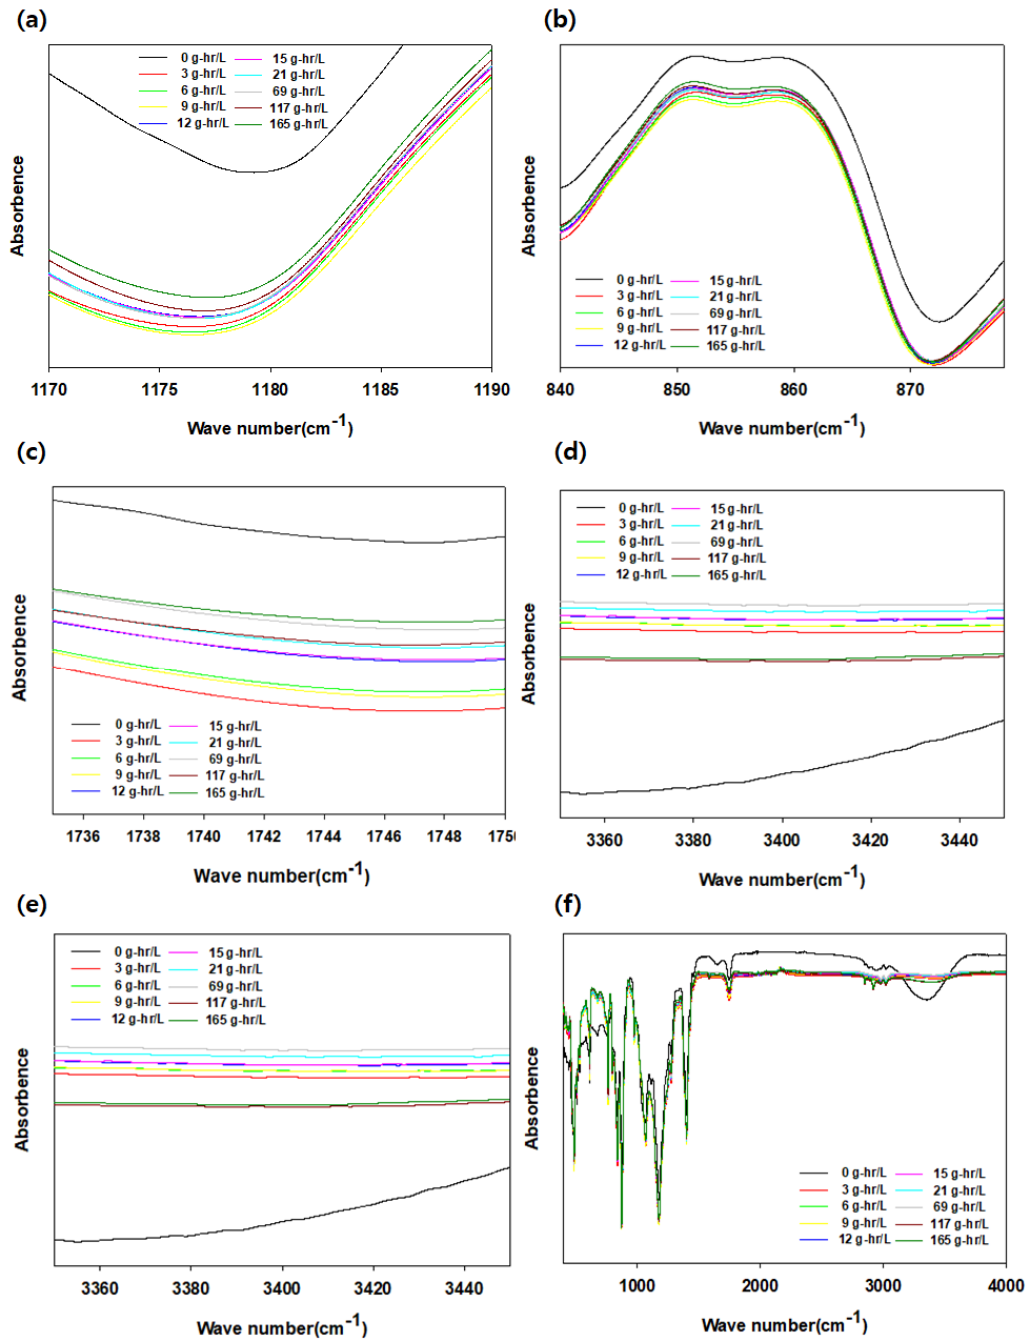 (a)
0 g-hr/L 15 g-hr/L
3 g-hr/L 21 g-hr/L
6 g-hr/L 69 g-hr/L
9 g-hr/L 117 g-hr/L
12 g-hr/L 165 g-hr/L
Absorbence
1170 1175 1180 1185 1190
Wave number(cm-1)
(b)
Absorbence
0 g-hr/L 15 g-hr/L
3 g-hr/L 21 g-hr/L
6 g-hr/L 69 g-hr/L
9 g-hr/L 117 g-hr/L
12 g-hr/L 165 g-hr/L
840 850 860 870
Wave number(cm-1)
(c)
Absorbence
0 g-hr/L 15 g-hr/L
3 g-hr/L 21 g-hr/L
6 g-hr/L 69 g-hr/L
9 g-hr/L 117 g-hr/L
12 g-hr/L 165 g-hr/L
1736 1738 1740 1742 1744 1746 1748 1750
Wave number(cm-1)
(d)
0 g-hr/L 15 g-hr/L
3 g-hr/L 21 g-hr/L
6 g-hr/L 69 g-hr/L
9 g-hr/L 117 g-hr/L
12 g-hr/L 165 g-hr/L
Absorbence
3360 3380 3400 3420 3440
Wave number(cm-1)
(e)
0 g-hr/L 15 g-hr/L
3 g-hr/L 21 g-hr/L
6 g-hr/L 69 g-hr/L
9 g-hr/L 117 g-hr/L
12 g-hr/L 165 g-hr/L
Absorbence
3360 3380 3400 3420 3440
Wave number(cm-1)
(f)
Absorbence
0 g-hr/L 15 g-hr/L
3 g-hr/L 21 g-hr/L
6 g-hr/L 69 g-hr/L
9 g-hr/L 117 g-hr/L
12 g-hr/L 165 g-hr/L
1000 2000 3000 4000
Wave number(cm-1)